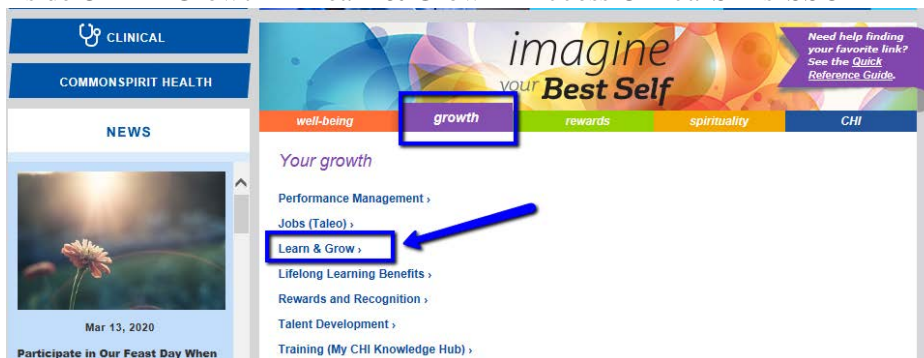 CLINICAL
COMMONSPIRIT HEALTH
NEWS
Mar 13, 2020
Participate in Our Feast Day When
imagine
your Best Self
Need help finding
your favorite link?
See the Quick
Reference Guide.
well-being growth rewards spirituality CHI
Your growth
Performance Management ›
Jobs (Taleo) ›
Learn & Grow ›
Lifelong Learning Benefits ›
Rewards and Recognition ›
Talent Development ›
Training (My CHI Knowledge Hub) ›